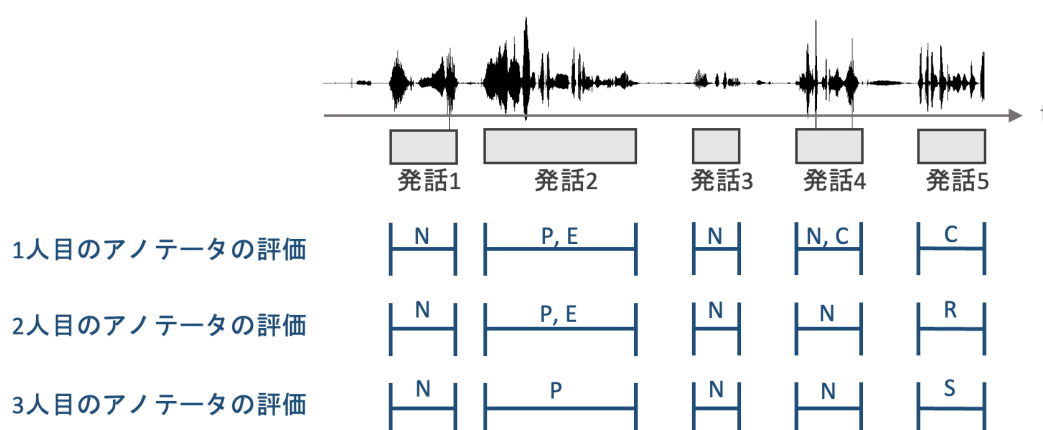 t
発話1 発話2 発話3 発話4 発話5
1人目のアノテータの評価 N P, E N N, C C
2人目のアノテータの評価 N P, E N N R
3人目のアノテータの評価 N P N N S